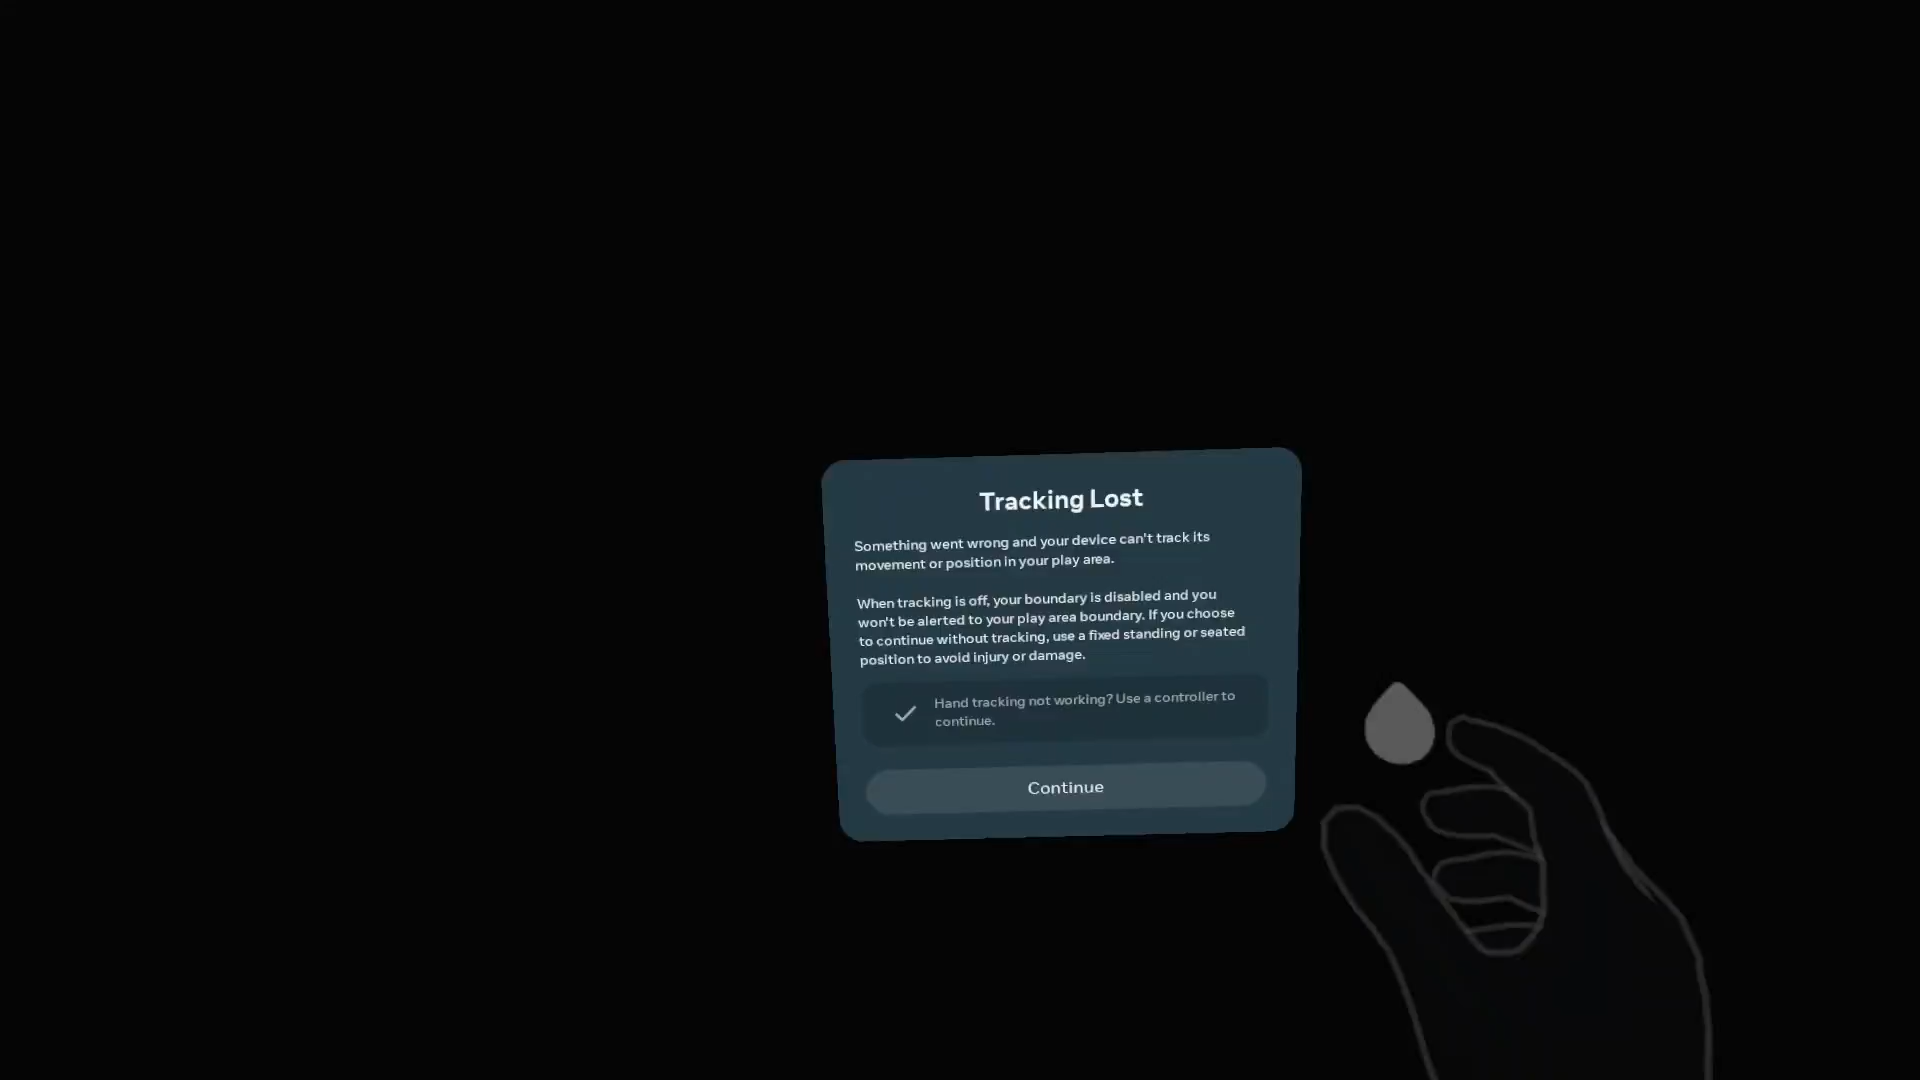 Tracking Lost
Something went wrong and your device can't track its
movement or position in your play area.
When tracking is off, your boundary is disabled and you
won't be alerted to your play area boundary. If you choose
to continue without tracking, use a fixed standing or seated
position to avoid injury or damage.
Hand tracking not working? Use a controller to
continue.
Continue